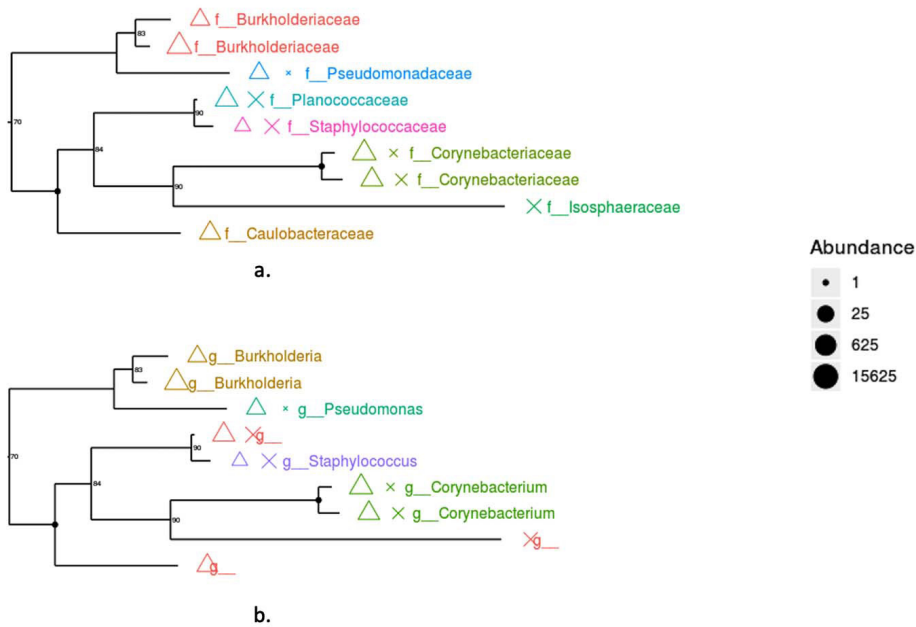 f__Burkholderiaceae
83
f__Burkholderiaceae
f__Pseudomonadaceae
f__Planococcaceae
90
70
f__Staphylococcaceae
84
f__Corynebacteriaceae
f__Corynebacteriaceae
90
f__Isosphaeraceae
f__Caulobacteraceae
a.
Abundance
1
25
625
15625
g__Burkholderia
83
g__Burkholderia
g__Pseudomonas
g__
90
70
g__Staphylococcus
84
g__Corynebacterium
g__Corynebacterium
90
g__
g__
b.